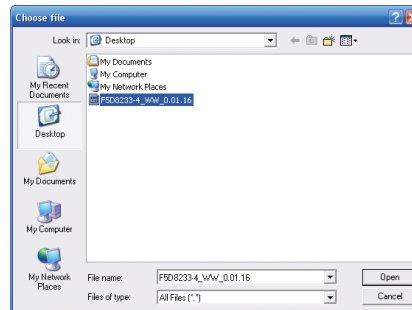 Choose file
Look in:
Desktop
My Documents
My Computer
My Network Places
F5D8233-4_WW_0.01.16
My Recent
Documents
Desktop
My Documents
My Computer
My Network
Places
File name:
F5D8233-4_WW_0.01.16
Open
Files of type:
All Files (*.*)
Cancel